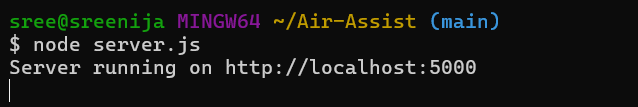 sree@sreenija MINGW64 ~/Air-Assist (main)
$ node server.js
Server running on http://localhost:5000